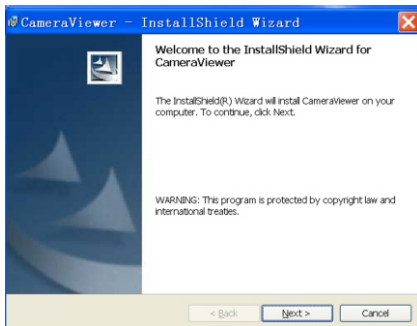 CameraViewer - InstallShield Wizard
Welcome to the InstallShield Wizard for
CameraViewer
The InstallShield(R) Wizard will install CameraViewer on your
computer. To continue, click Next.
WARNING: This program is protected by copyright law and
international treaties.
< Back
Next >
Cancel